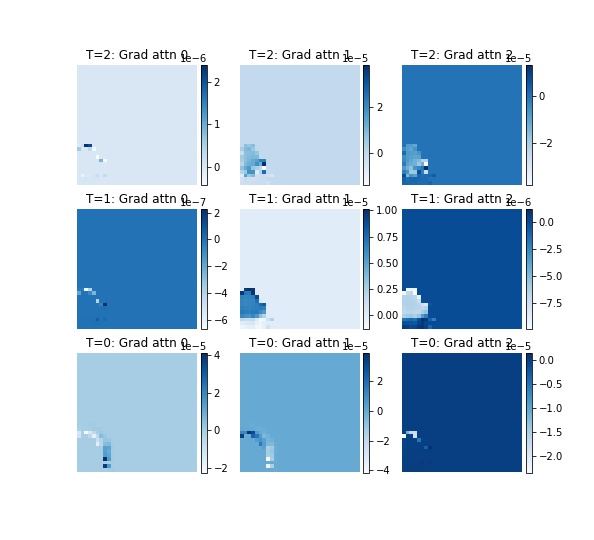 T=2: Grad attn 0
1e−6
T=2: Grad attn 1
1e−5
T=2: Grad attn 2
1e−5
2
1
0
2
0
0
−2
T=1: Grad attn 0
1e−7
T=1: Grad attn 1
1e−5
T=1: Grad attn 2
1e−6
2
0
−2
−4
−6
1.00
0.75
0.50
0.25
0.00
0.0
−2.5
−5.0
−7.5
T=0: Grad attn 0
1e−5
T=0: Grad attn 1
1e−5
T=0: Grad attn 2
1e−5
4
2
0
−2
2
0
−2
−4
0.0
−0.5
−1.0
−1.5
−2.0